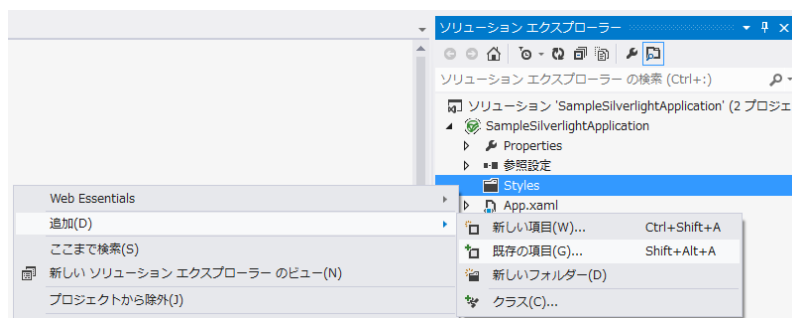 ソリューション エクスプローラー
ソリューション エクスプローラー の検索 (Ctrl+:)
ソリューション 'SampleSilverlightApplication' (2 プロジェ
SampleSilverlightApplication
Properties
参照設定
Styles
App.xaml
Web Essentials
追加(D)
ここまで検索(S)
新しい ソリューション エクスプローラー のビュー(N)
プロジェクトから除外(J)
新しい項目(W)... Ctrl+Shift+A
既存の項目(G)... Shift+Alt+A
新しいフォルダー(D)
クラス(C)...